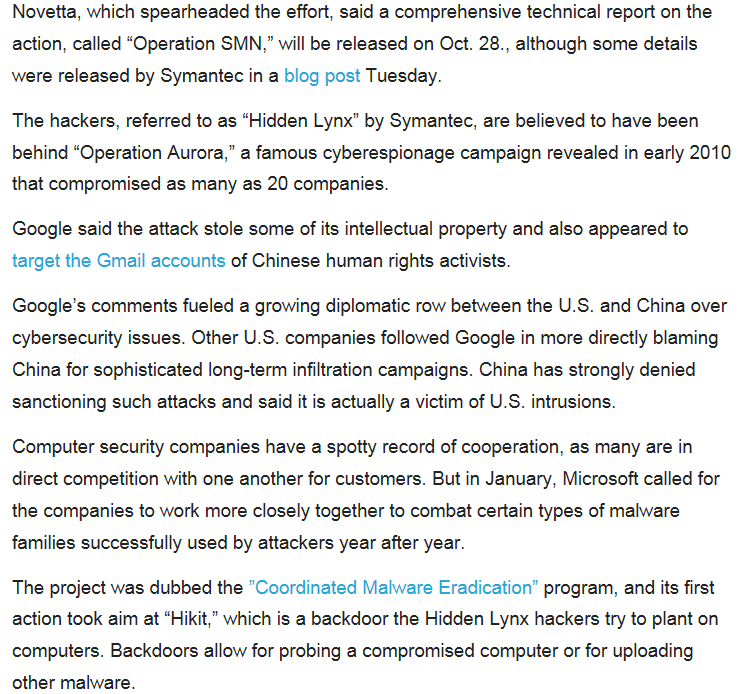 Novetta, which spearheaded the effort, said a comprehensive technical report on the
action, called “Operation SMN,” will be released on Oct. 28., although some details
were released by Symantec in a blog post Tuesday.
The hackers, referred to as “Hidden Lynx” by Symantec, are believed to have been
behind “Operation Aurora,” a famous cyberespionage campaign revealed in early 2010
that compromised as many as 20 companies.
Google said the attack stole some of its intellectual property and also appeared to
target the Gmail accounts of Chinese human rights activists.
Google’s comments fueled a growing diplomatic row between the U.S. and China over
cybersecurity issues. Other U.S. companies followed Google in more directly blaming
China for sophisticated long-term infiltration campaigns. China has strongly denied
sanctioning such attacks and said it is actually a victim of U.S. intrusions.
Computer security companies have a spotty record of cooperation, as many are in
direct competition with one another for customers. But in January, Microsoft called for
the companies to work more closely together to combat certain types of malware
families successfully used by attackers year after year.
The project was dubbed the ”Coordinated Malware Eradication” program, and its first
action took aim at “Hikit,” which is a backdoor the Hidden Lynx hackers try to plant on
computers. Backdoors allow for probing a compromised computer or for uploading
other malware.